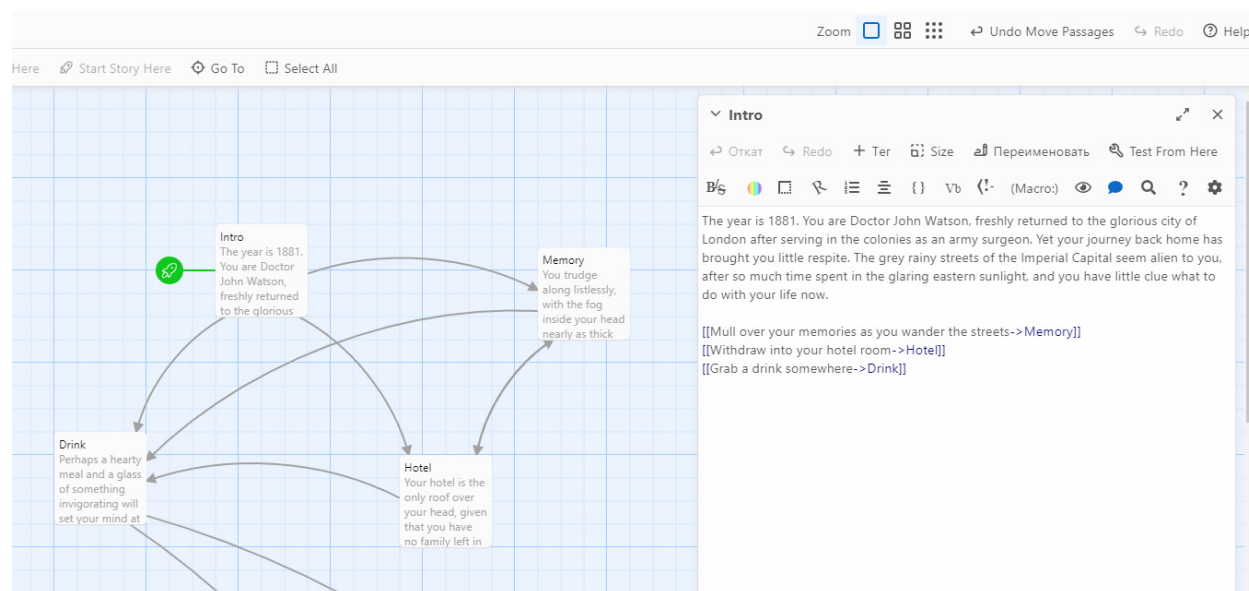 Zoom Undo Move Passages Redo Help
Here Start Story Here Go To Select All
Intro
Откат Redo + Тег Size Переименовать Test From Here
{} Vb (Macro:) ?
The year is 1881. You are Doctor John Watson, freshly returned to the glorious city of
London after serving in the colonies as an army surgeon. Yet your journey back home has
brought you little respite. The grey rainy streets of the Imperial Capital seem alien to you,
after so much time spent in the glaring eastern sunlight, and you have little clue what to
do with your life now.
[[Mull over your memories as you wander the streets->Memory]]
[[Withdraw into your hotel room->Hotel]]
[[Grab a drink somewhere->Drink]]
Intro
The year is 1881.
You are Doctor
John Watson,
freshly returned
to the glorious
Memory
You trudge
along listlessly,
with the fog
inside your head
nearly as thick
Drink
Perhaps a hearty
meal and a glass
of something
invigorating will
set your mind at
Hotel
Your hotel is the
only roof over
your head, given
that you have
no family left in